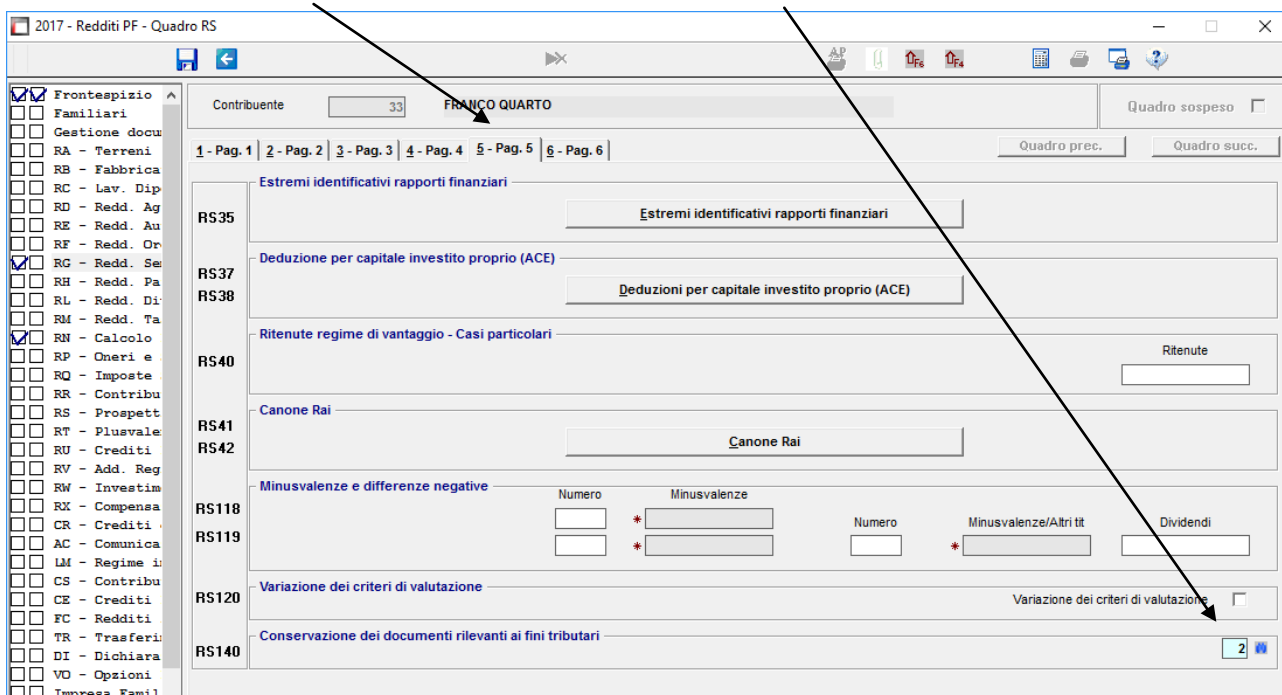 2017 - Redditi PF - Quadro RS
AP
F6
F4
Frontespizio
Familiari
Gestione docu
RA - Terreni
RB - Fabbrica
RC - Lav. Dip
RD - Redd. Ag
RE - Redd. Au
RF - Redd. Or
RG - Redd. Se
RH - Redd. Pa
RL - Redd. Di
RM - Redd. Ta
RN - Calcolo
RP - Oneri e
RQ - Imposte
RR - Contribu
RS - Prospett
RT - Plusvale
RU - Crediti
RV - Add. Reg
RW - Investim
RX - Compensa
CR - Crediti
AC - Comunica
LM - Regime i
CS - Contribu
CE - Crediti
FC - Redditi
TR - Trasferi
DI - Dichiara
VO - Opzioni
Impresa Famil
Contribuente 33 FRANCO QUARTO
Quadro sospeso
1 - Pag. 1 2 - Pag. 2 3 - Pag. 3 4 - Pag. 4 5 - Pag. 5 6 - Pag. 6
Quadro prec. Quadro succ.
Estremi identificativi rapporti finanziari
RS35 Estremi identificativi rapporti finanziari
Deduzione per capitale investito proprio (ACE)
RS37
RS38 Deduzioni per capitale investito proprio (ACE)
Ritenute regime di vantaggio - Casi particolari
Ritenute
RS40
Canone Rai
RS41
RS42 Canone Rai
Minusvalenze e differenze negative
Numero Minusvalenze
RS118 *
Numero Minusvalenze/Altri tit Dividendi
RS119 * *
Variazione dei criteri di valutazione
RS120 Variazione dei criteri di valutazione
Conservazione dei documenti rilevanti ai fini tributari
RS140 2